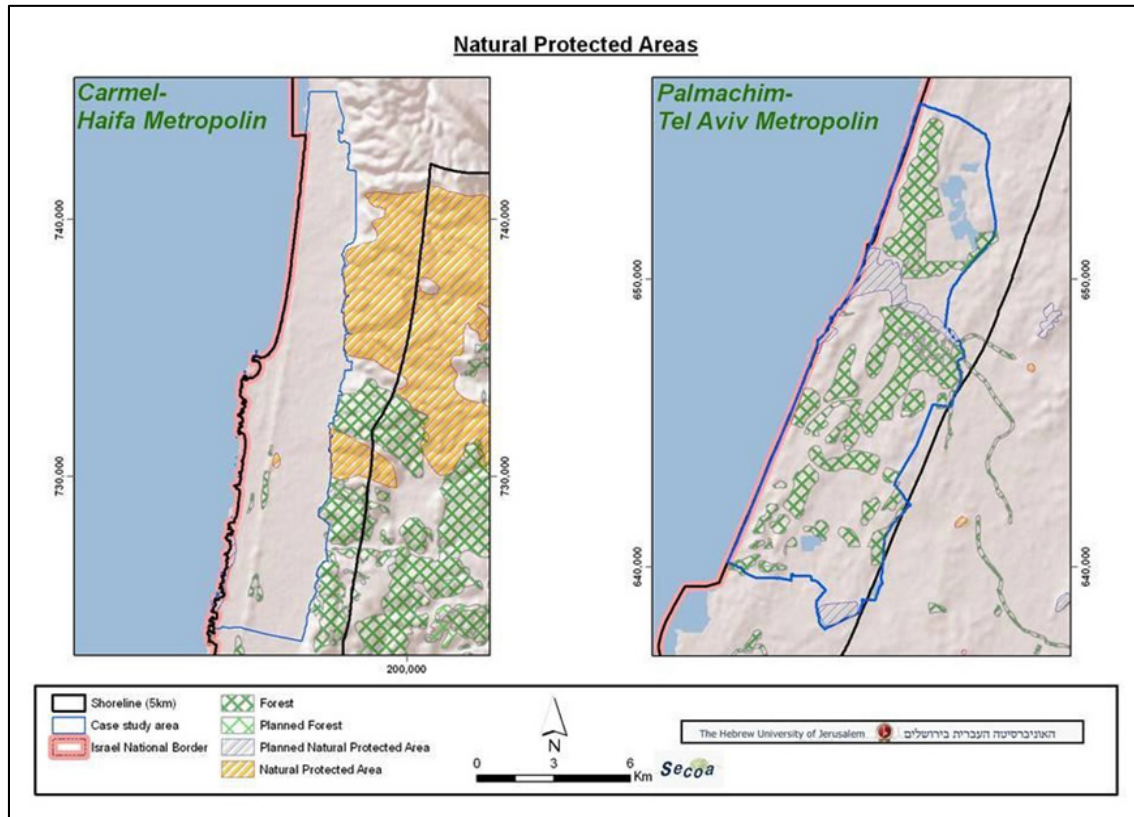 Natural Protected Areas
Carmel-
Haifa Metropolin
740,000
730,000
740,000
730,000
200,000
Palmachim-
Tel Aviv Metropolin
650,000
640,000
650,000
640,000
Shoreline (5km)
Case study area
Israel National Border
Forest
Planned Forest
Planned Natural Protected Area
Natural Protected Area
N
0 3 6
Km
The Hebrew University of Jerusalem האוניברסיטה העברית בירושלים
Secoa